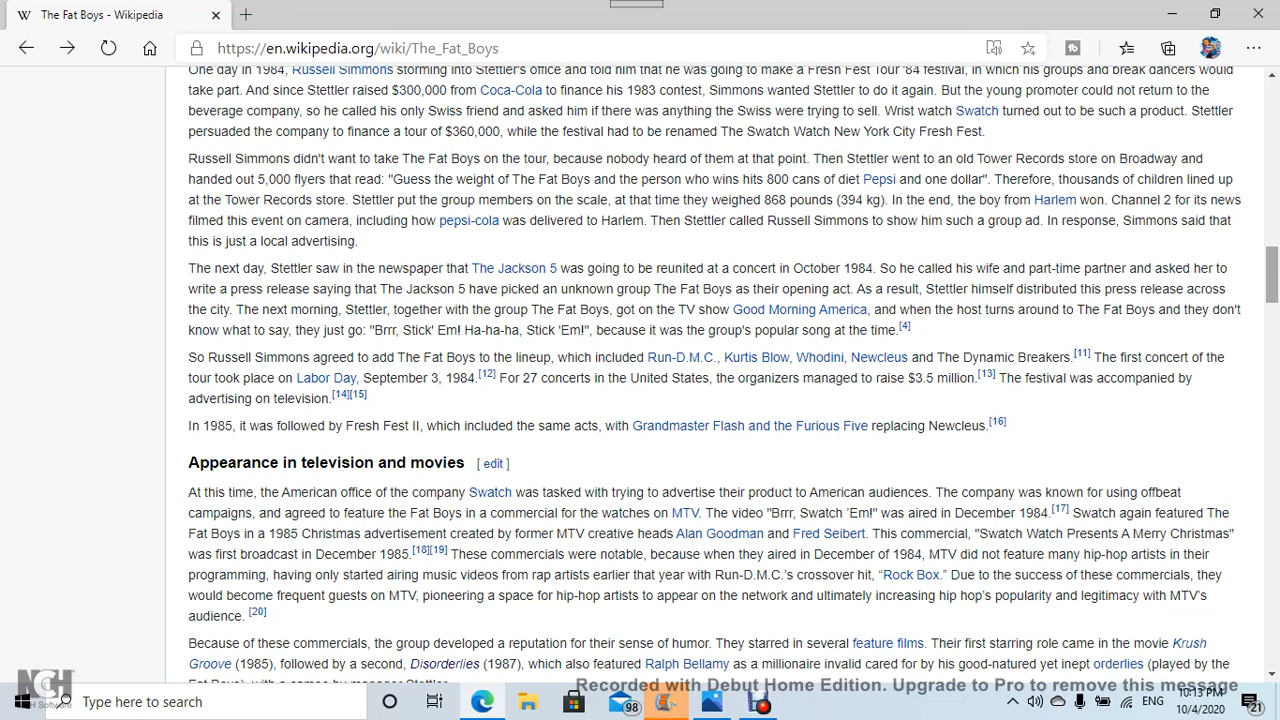 The Fat Boys - Wikipedia
https://en.wikipedia.org/wiki/The_Fat_Boys
One day in 1984, Russell Simmons storming into Stettler's office and told him that he was going to make a Fresh Fest Tour '84 festival, in which his groups and break dancers would
take part. And since Stettler raised $300,000 from Coca-Cola to finance his 1983 contest, Simmons wanted Stettler to do it again. But the young promoter could not return to the
beverage company, so he called his only Swiss friend and asked him if there was anything the Swiss were trying to sell. Wrist watch Swatch turned out to be such a product. Stettler
persuaded the company to finance a tour of $360,000, while the festival had to be renamed The Swatch Watch New York City Fresh Fest.
Russell Simmons didn't want to take The Fat Boys on the tour, because nobody heard of them at that point. Then Stettler went to an old Tower Records store on Broadway and
handed out 5,000 flyers that read: "Guess the weight of The Fat Boys and the person who wins hits 800 cans of diet Pepsi and one dollar". Therefore, thousands of children lined up
at the Tower Records store. Stettler put the group members on the scale, at that time they weighed 868 pounds (394 kg). In the end, the boy from Harlem won. Channel 2 for its news
filmed this event on camera, including how pepsi-cola was delivered to Harlem. Then Stettler called Russell Simmons to show him such a group ad. In response, Simmons said that
this is just a local advertising.
The next day, Stettler saw in the newspaper that The Jackson 5 was going to be reunited at a concert in October 1984. So he called his wife and part-time partner and asked her to
write a press release saying that The Jackson 5 have picked an unknown group The Fat Boys as their opening act. As a result, Stettler himself distributed this press release across
the city. The next morning, Stettler, together with the group The Fat Boys, got on the TV show Good Morning America, and when the host turns around to The Fat Boys and they don't
know what to say, they just go: "Brrr, Stick' Em! Ha-ha-ha, Stick 'Em!", because it was the group's popular song at the time.[4]
So Russell Simmons agreed to add The Fat Boys to the lineup, which included Run-D.M.C., Kurtis Blow, Whodini, Newcleus and The Dynamic Breakers.[11] The first concert of the
tour took place on Labor Day, September 3, 1984.[12] For 27 concerts in the United States, the organizers managed to raise $3.5 million.[13] The festival was accompanied by
advertising on television.[14][15]
In 1985, it was followed by Fresh Fest II, which included the same acts, with Grandmaster Flash and the Furious Five replacing Newcleus.[16]
Appearance in television and movies [ edit ]
At this time, the American office of the company Swatch was tasked with trying to advertise their product to American audiences. The company was known for using offbeat
campaigns, and agreed to feature the Fat Boys in a commercial for the watches on MTV. The video "Brrr, Swatch 'Em!" was aired in December 1984.[17] Swatch again featured The
Fat Boys in a 1985 Christmas advertisement created by former MTV creative heads Alan Goodman and Fred Seibert. This commercial, "Swatch Watch Presents A Merry Christmas"
was first broadcast in December 1985.[18][19] These commercials were notable, because when they aired in December of 1984, MTV did not feature many hip-hop artists in their
programming, having only started airing music videos from rap artists earlier that year with Run-D.M.C.'s crossover hit, “Rock Box.” Due to the success of these commercials, they
would become frequent guests on MTV, pioneering a space for hip-hop artists to appear on the network and ultimately increasing hip hop’s popularity and legitimacy with MTV’s
audience. [20]
Because of these commercials, the group developed a reputation for their sense of humor. They starred in several feature films. Their first starring role came in the movie Krush
Groove (1985), followed by a second, Disorderlies (1987), which also featured Ralph Bellamy as a millionaire invalid cared for by his good-natured yet inept orderlies (played by the
Recorded with Debut Home Edition. Upgrade to Pro to remove this message
NCH
NCH Software
Type here to search
98
ENG
10:13 PM
10/4/2020
21